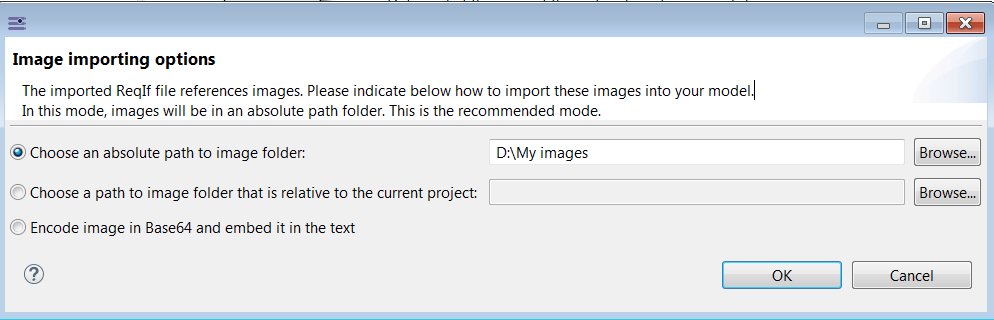 Image importing options
The imported ReqIf file references images. Please indicate below how to import these images into your model.
In this mode, images will be in an absolute path folder. This is the recommended mode.
Choose an absolute path to image folder: D:\My images Browse...
Choose a path to image folder that is relative to the current project: Browse...
Encode image in Base64 and embed it in the text
? OK Cancel